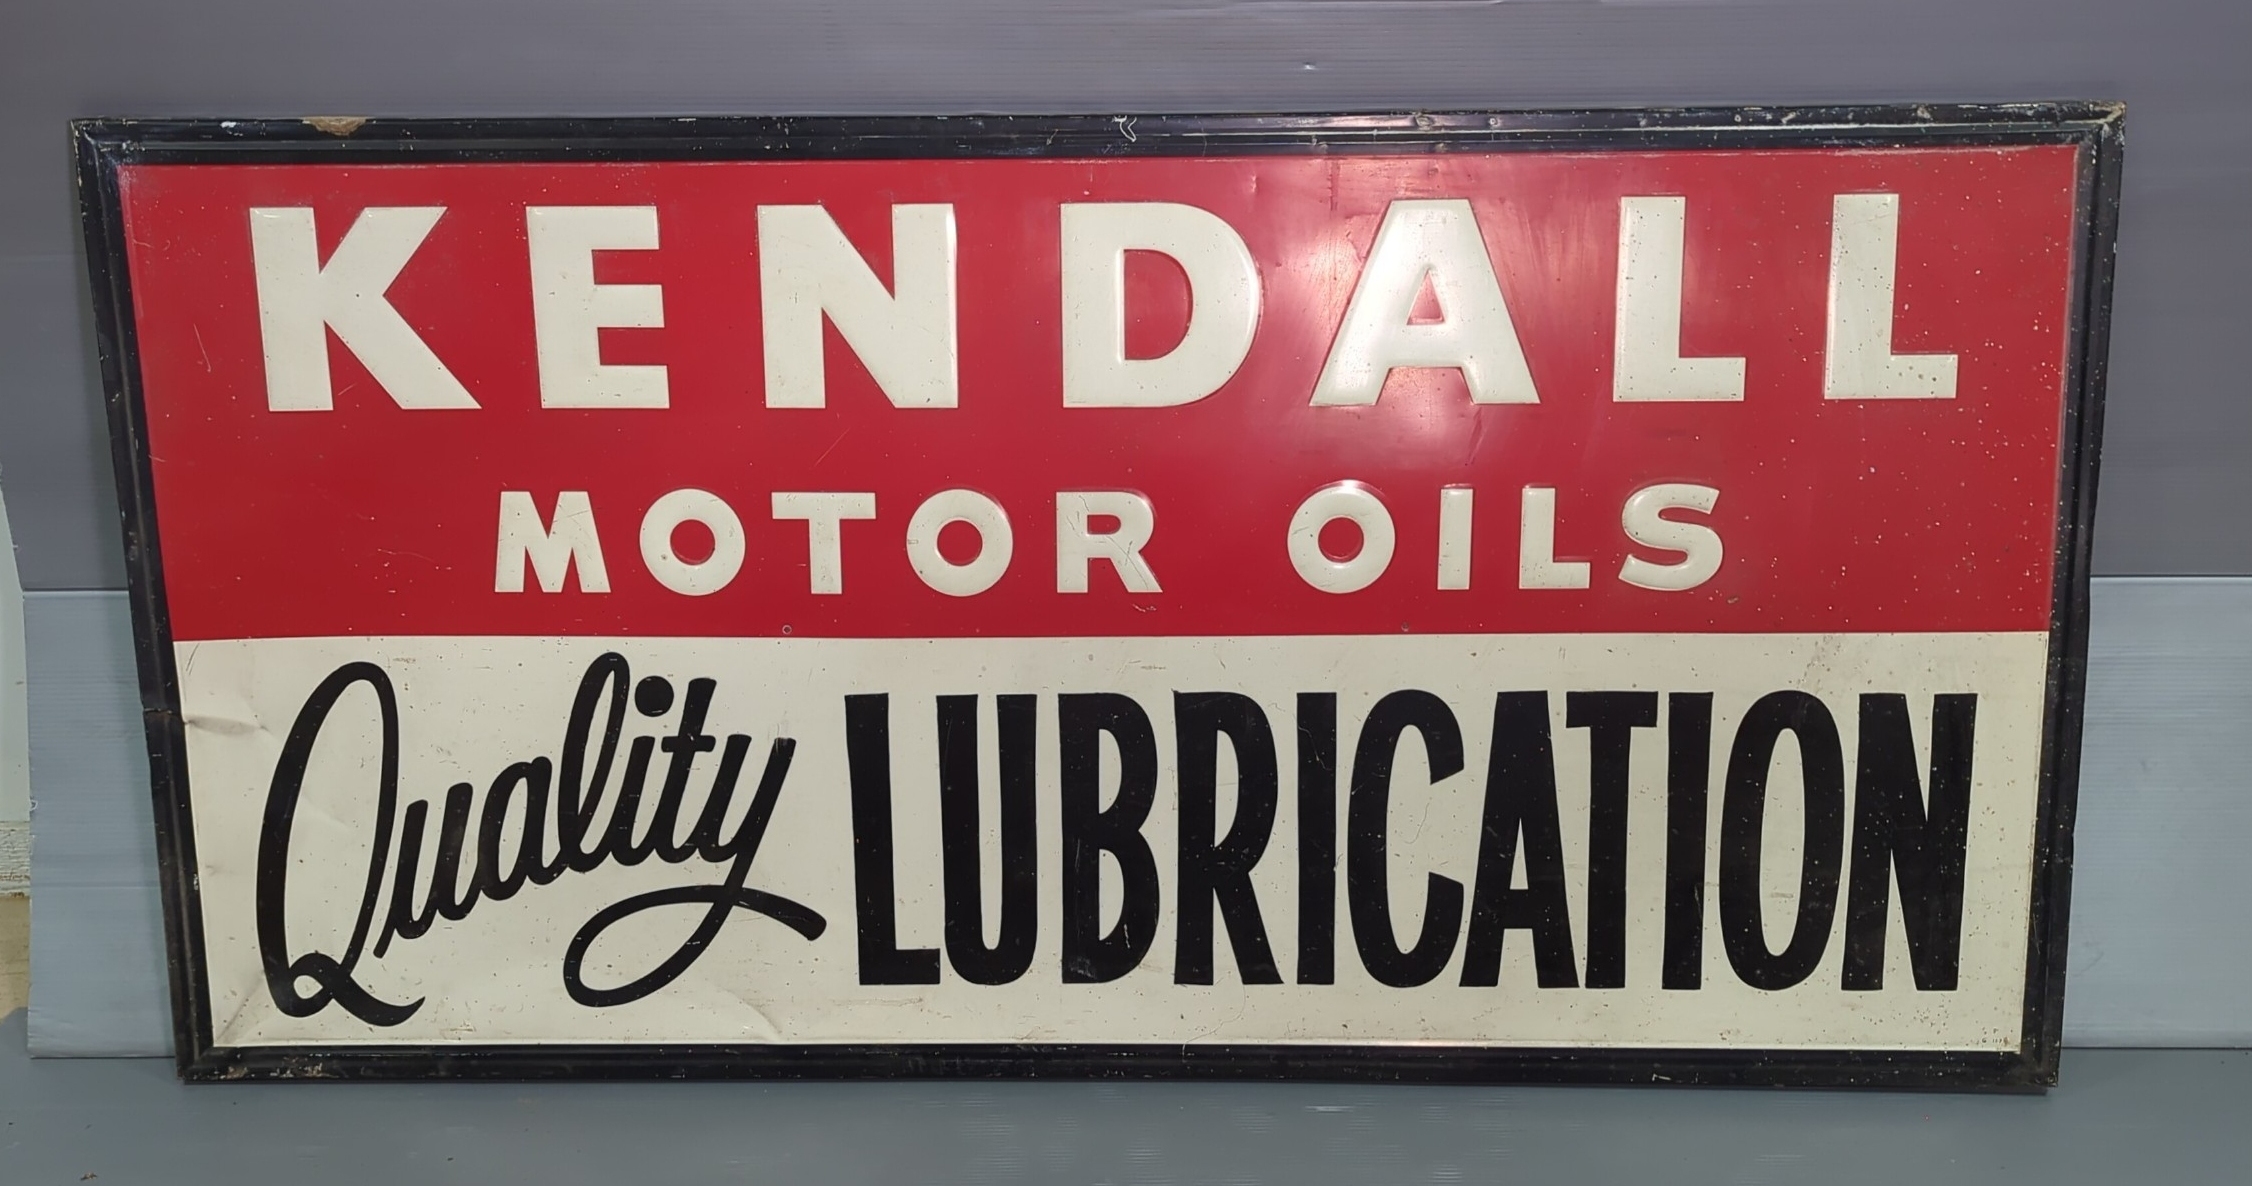 KENDALL
MOTOR OILS
Quality LUBRICATION